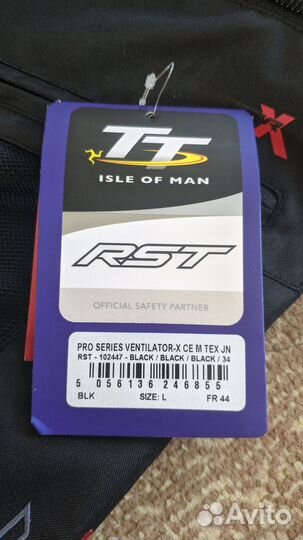 TT
ISLE OF MAN
RST
OFFICIAL SAFETY PARTNER
PRO SERIES VENTILATOR-X CE M TEX JN
RST - 102447 - BLACK / BLACK / BLACK / 34
5 056136 246855
BLK SIZE: L FR 44
X
Avito